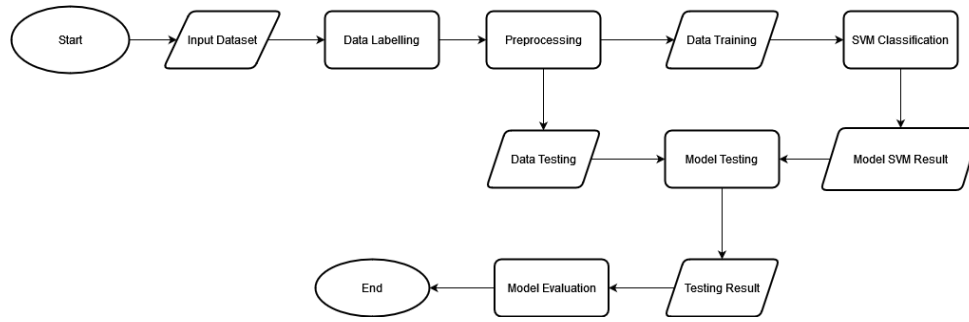 Start
Input Dataset
Data Labelling
Preprocessing
Data Training
SVM Classification
Data Testing
Model Testing
Model SVM Result
End
Model Evaluation
Testing Result